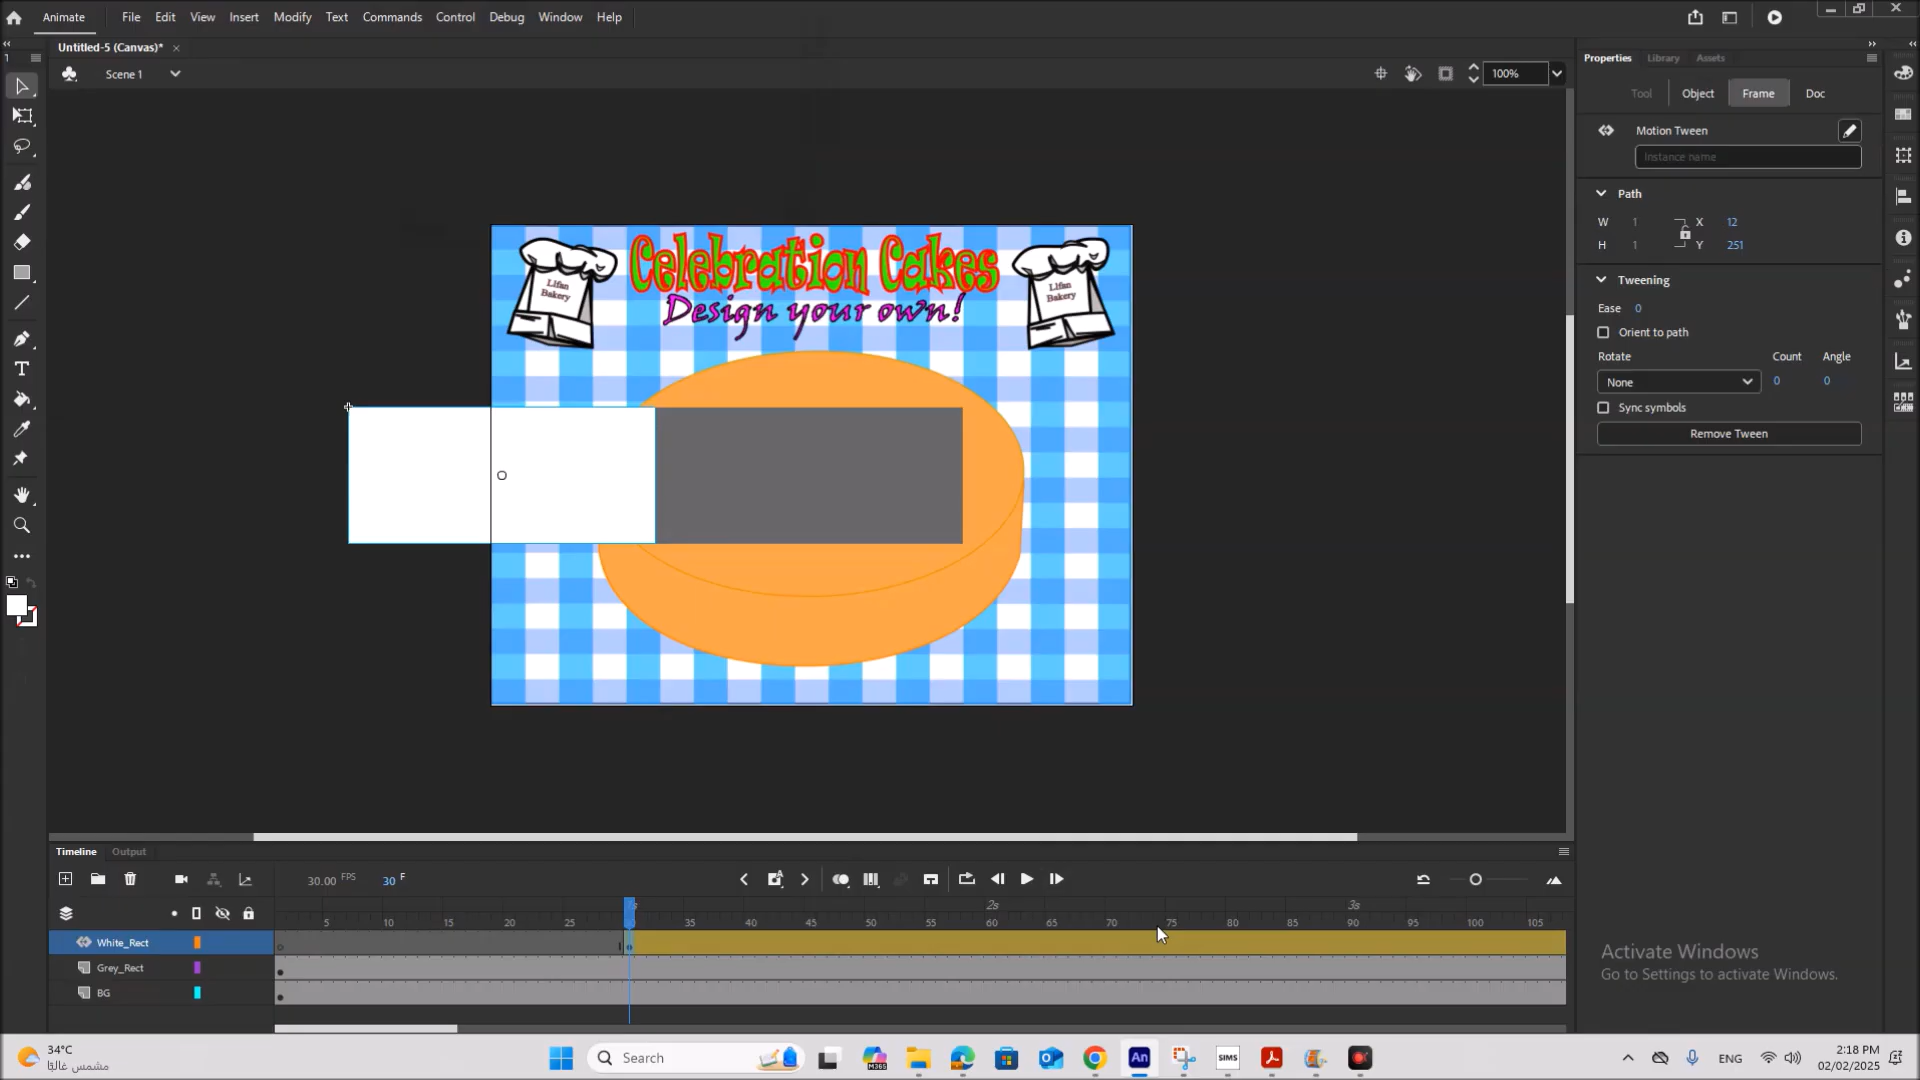 Animate File Edit View Insert Modify Text Commands Control Debug Window Help
Untitled-5 (Canvas)* ×
Scene 1 100%
Properties Library Assets
Tool Object Frame Doc
Motion Tween
Instance name
Path
W 1 X 12
H 1 Y 251
Tweening
Ease 0
Orient to path
Rotate Count Angle
None 0 0
Sync symbols
Remove Tween
Celebration Cakes
Design your own!
Lifan
Bakery
Lifan
Bakery
Timeline Output
30.00 FPS 30 F
2s 3s
5 10 15 20 25 30 35 40 45 50 55 60 65 70 75 80 85 90 95 100 105
White_Rect
Grey_Rect
BG
Activate Windows
Go to Settings to activate Windows.
34°C
مشمس غالبًا
Search
M365
An
SIMS
ENG
2:18 PM
02/02/2025